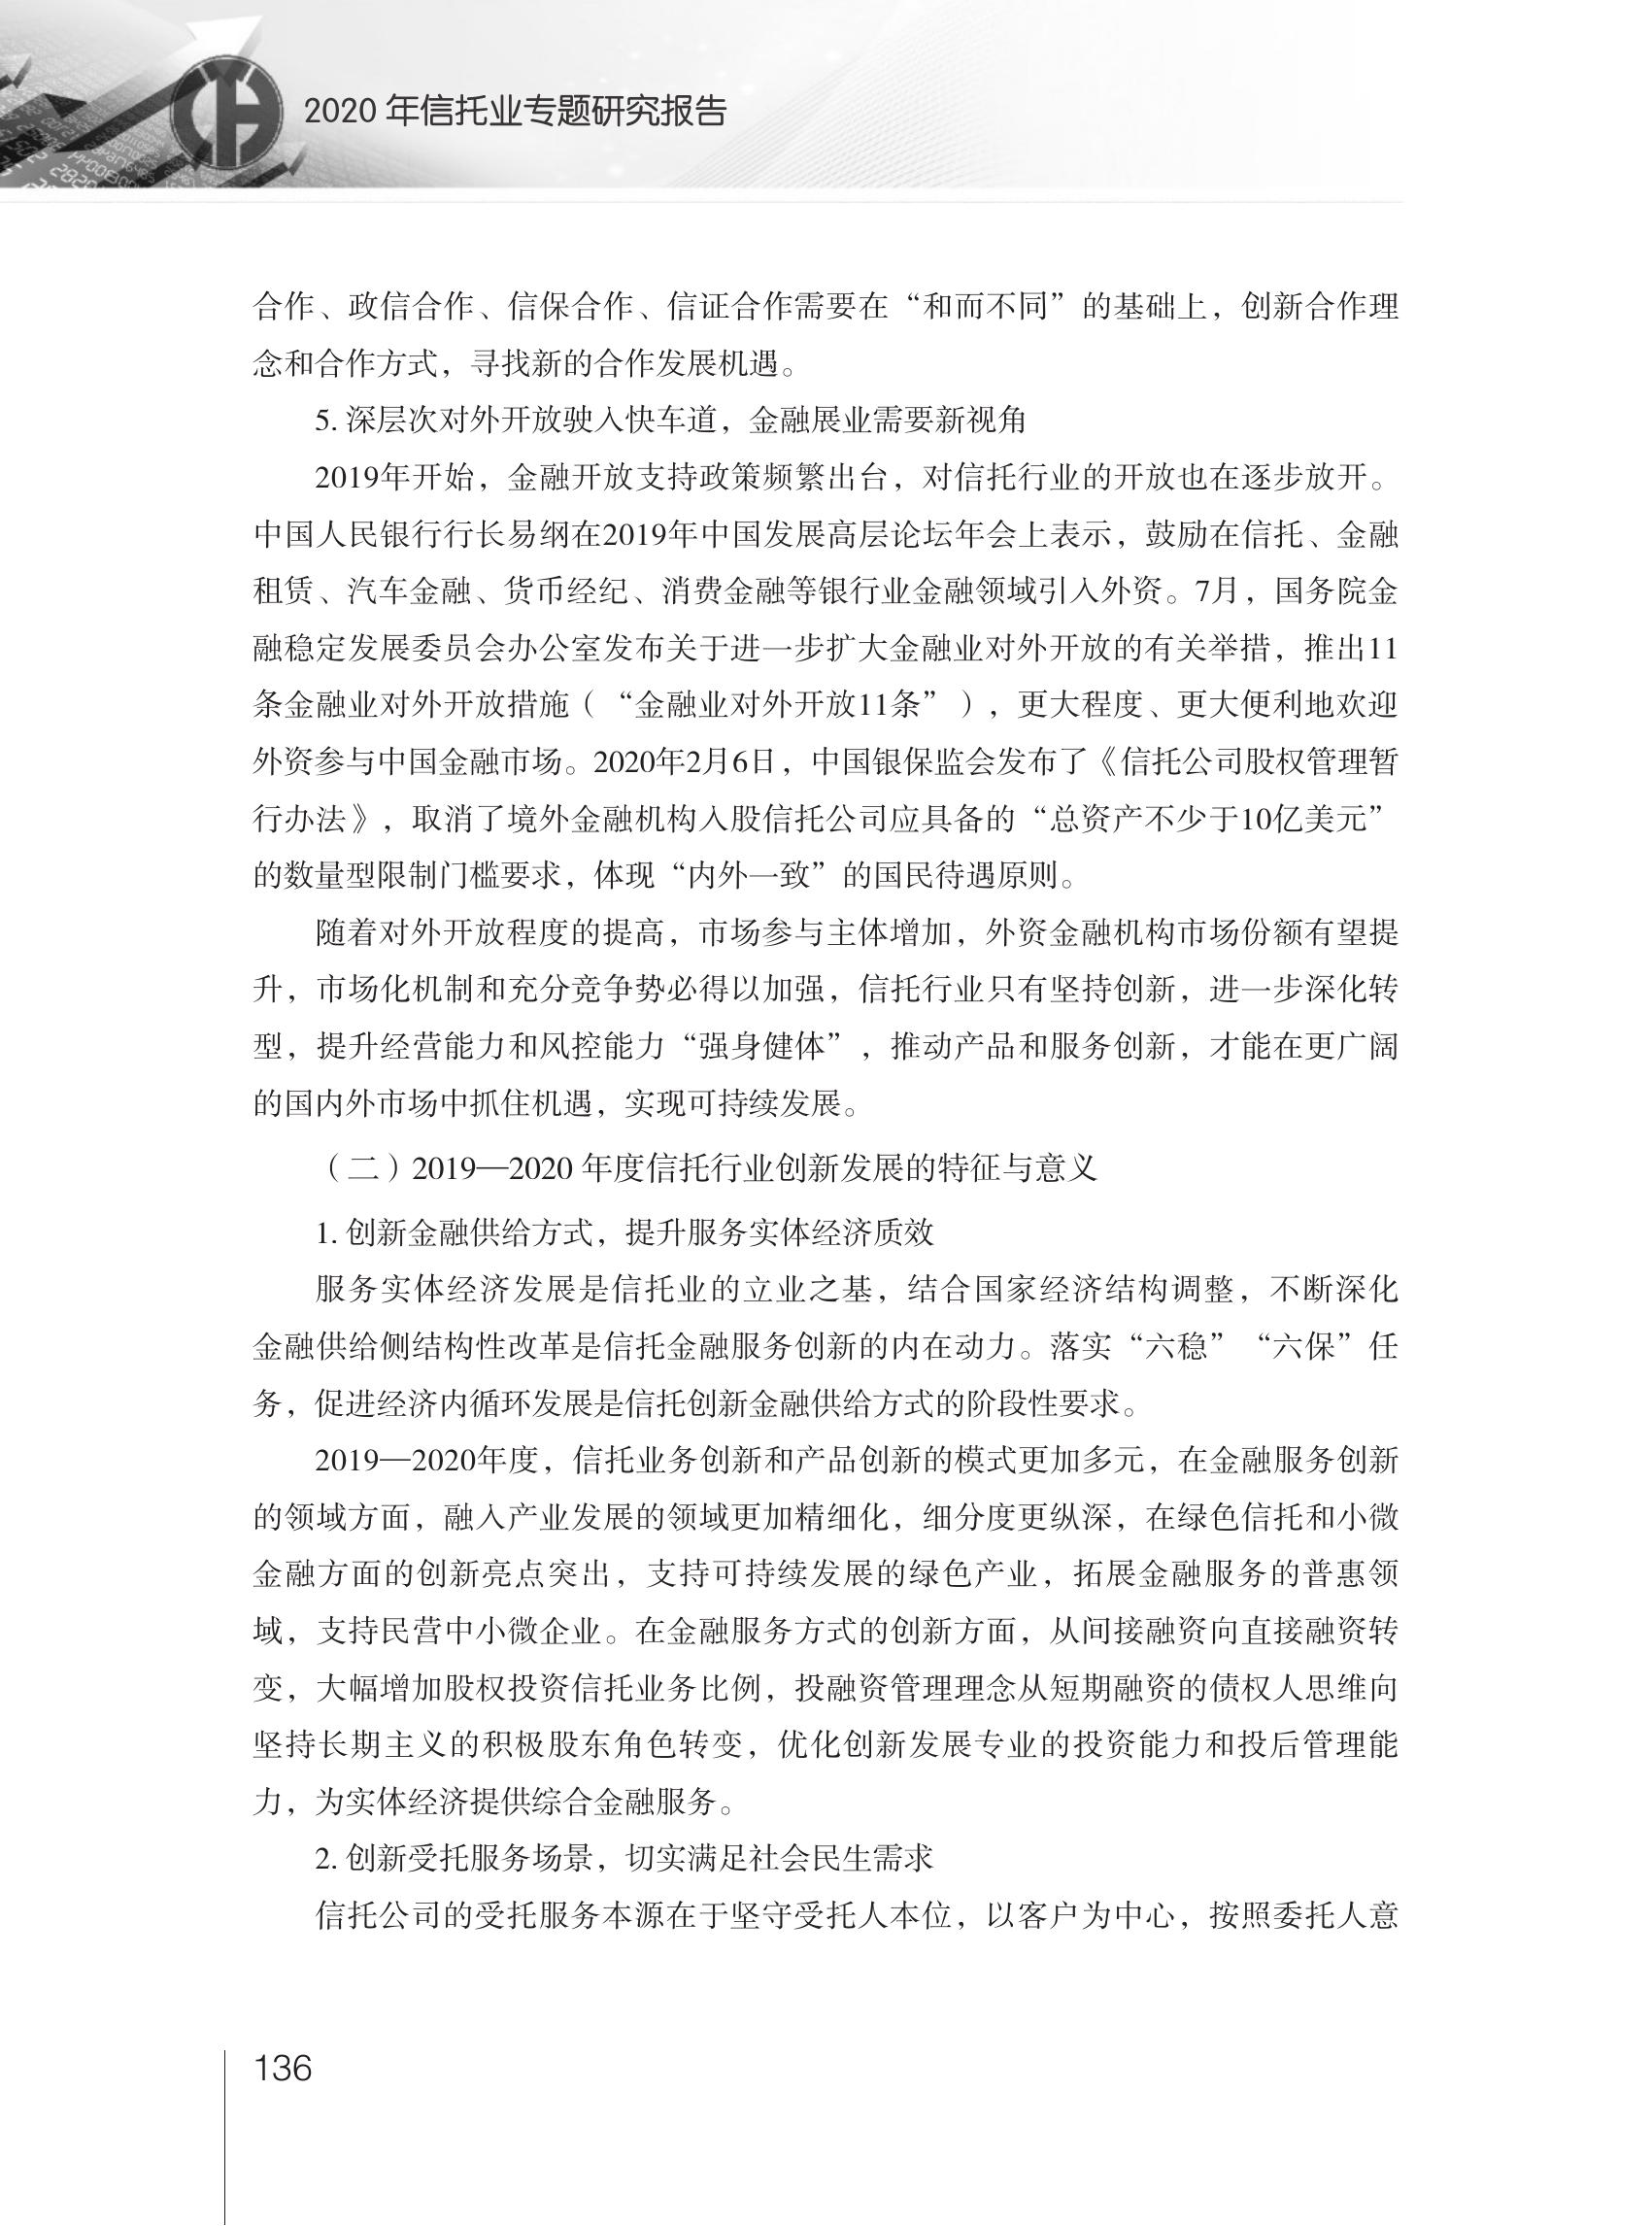 2020 年信托业专题研究报告
合作、政信合作、信保合作、信证合作需要在“和而不同”的基础上，创新合作理
念和合作方式，寻找新的合作发展机遇。
5. 深层次对外开放驶入快车道，金融展业需要新视角
2019年开始，金融开放支持政策频繁出台，对信托行业的开放也在逐步放开。
中国人民银行行长易纲在2019年中国发展高层论坛年会上表示，鼓励在信托、金融
租赁、汽车金融、货币经纪、消费金融等银行业金融领域引入外资。7月，国务院金
融稳定发展委员会办公室发布关于进一步扩大金融业对外开放的有关举措，推出11
条金融业对外开放措施（“金融业对外开放11条”），更大程度、更大便利地欢迎
外资参与中国金融市场。2020年2月6日，中国银保监会发布了《信托公司股权管理暂
行办法》，取消了境外金融机构入股信托公司应具备的“总资产不少于10亿美元”
的数量型限制门槛要求，体现“内外一致”的国民待遇原则。
随着对外开放程度的提高，市场参与主体增加，外资金融机构市场份额有望提
升，市场化机制和充分竞争势必得以加强，信托行业只有坚持创新，进一步深化转
型，提升经营能力和风控能力“强身健体”，推动产品和服务创新，才能在更广阔
的国内外市场中抓住机遇，实现可持续发展。
（二）2019—2020 年度信托行业创新发展的特征与意义
1. 创新金融供给方式，提升服务实体经济质效
服务实体经济发展是信托业的立业之基，结合国家经济结构调整，不断深化
金融供给侧结构性改革是信托金融服务创新的内在动力。落实“六稳”“六保”任
务，促进经济内循环发展是信托创新金融供给方式的阶段性要求。
2019—2020年度，信托业务创新和产品创新的模式更加多元，在金融服务创新
的领域方面，融入产业发展的领域更加精细化，细分度更纵深，在绿色信托和小微
金融方面的创新亮点突出，支持可持续发展的绿色产业，拓展金融服务的普惠领
域，支持民营中小微企业。在金融服务方式的创新方面，从间接融资向直接融资转
变，大幅增加股权投资信托业务比例，投融资管理理念从短期融资的债权人思维向
坚持长期主义的积极股东角色转变，优化创新发展专业的投资能力和投后管理能
力，为实体经济提供综合金融服务。
2. 创新受托服务场景，切实满足社会民生需求
信托公司的受托服务本源在于坚守受托人本位，以客户为中心，按照委托人意
136